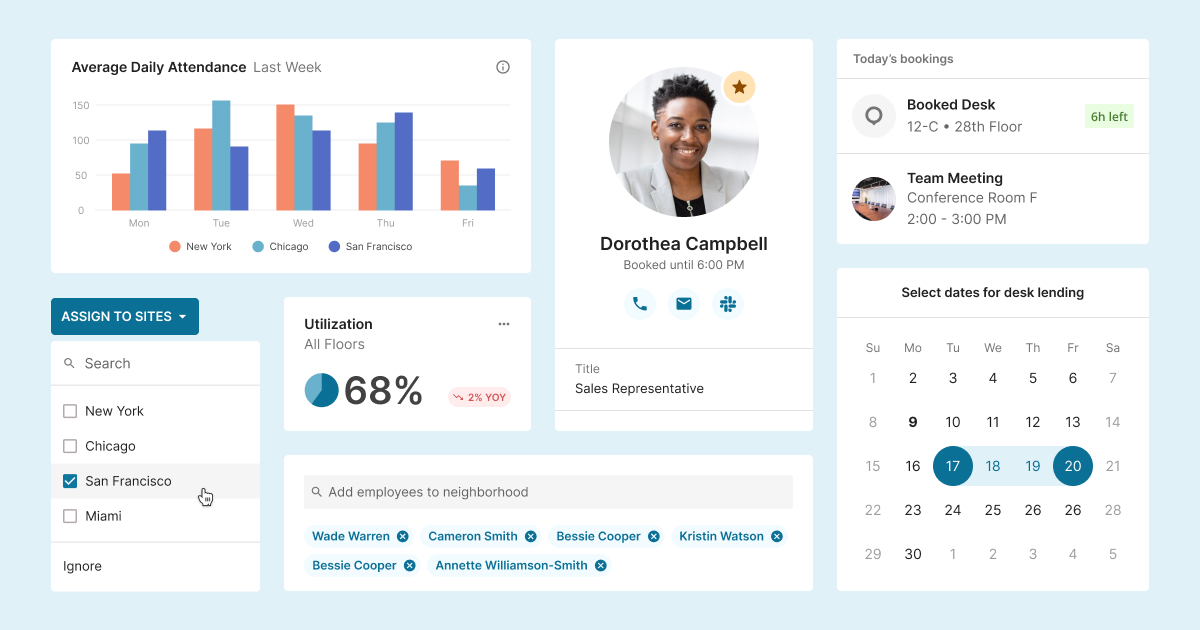 Average Daily Attendance Last Week
150
100
50
0
Mon Tue Wed Thu Fri
New York Chicago San Francisco
ASSIGN TO SITES
Search
New York
Chicago
San Francisco
Miami
Ignore
Utilization
All Floors
68%
2% YOY
Dorothea Campbell
Booked until 6:00 PM
Title
Sales Representative
Add employees to neighborhood
Wade Warren Cameron Smith Bessie Cooper Kristin Watson
Bessie Cooper Annette Williamson-Smith
Today's bookings
Booked Desk
12-C • 28th Floor
6h left
Team Meeting
Conference Room F
2:00 - 3:00 PM
Select dates for desk lending
Su Mo Tu We Th Fr Sa
1 2 3 4 5 6 7
8 9 10 11 12 13 14
15 16 17 18 19 20 21
22 23 24 25 26 26 28
29 30 1 2 3 4 5